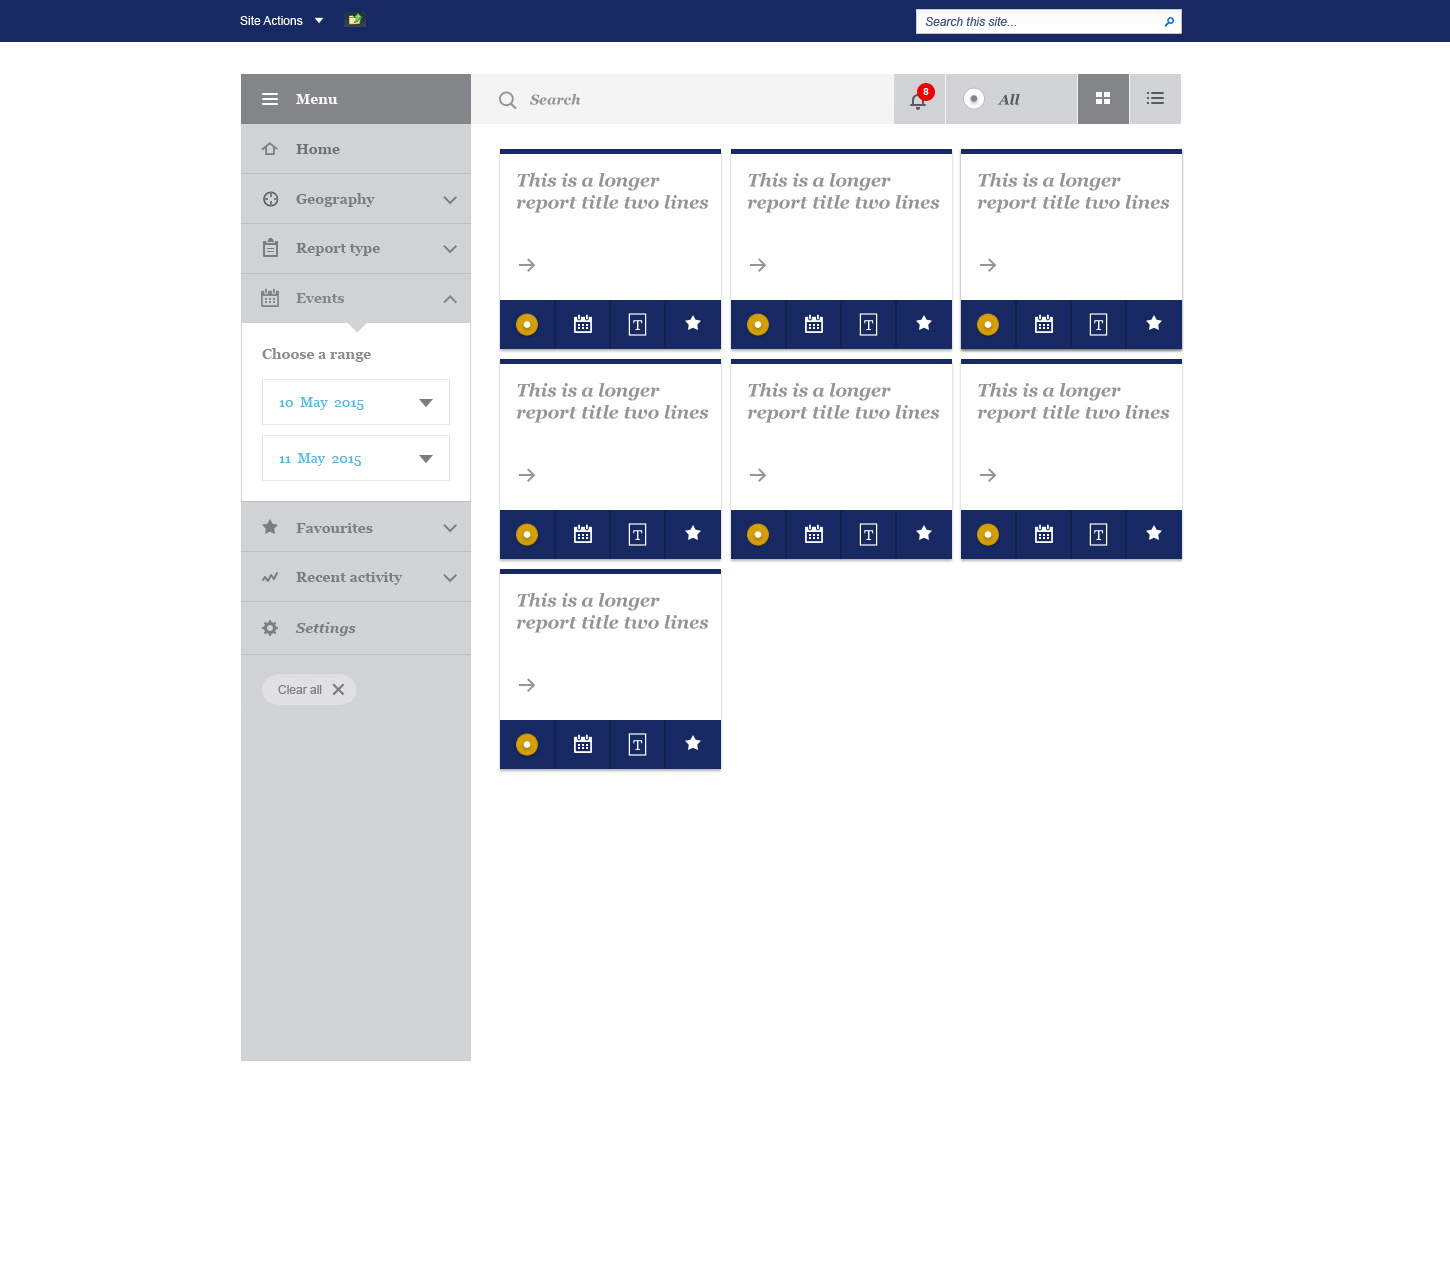 Site Actions
Search this site...
Menu
Search
8
All
Home
Geography
Report type
Events
Choose a range
10 May 2015
11 May 2015
Favourites
Recent activity
Settings
Clear all
This is a longer
report title two lines
T
This is a longer
report title two lines
T
This is a longer
report title two lines
T
This is a longer
report title two lines
T
This is a longer
report title two lines
T
This is a longer
report title two lines
T
This is a longer
report title two lines
T